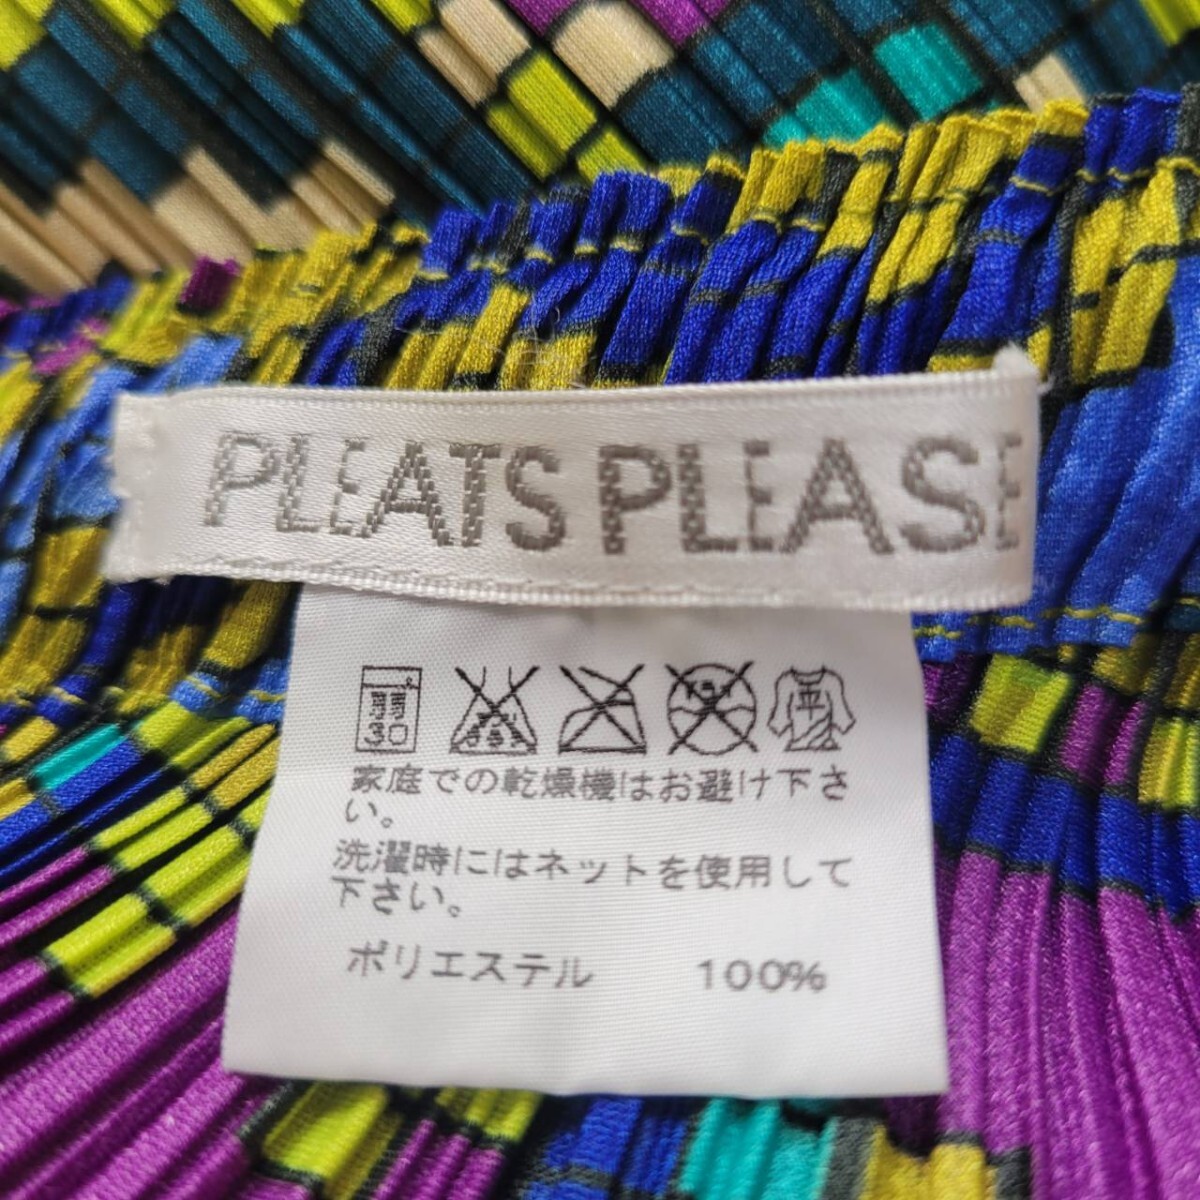 PLEATS PLEASE
弱 30
家庭での乾燥機はお避け下さ
い。
洗濯時にはネットを使用して
下さい。
ポリエステル 100%